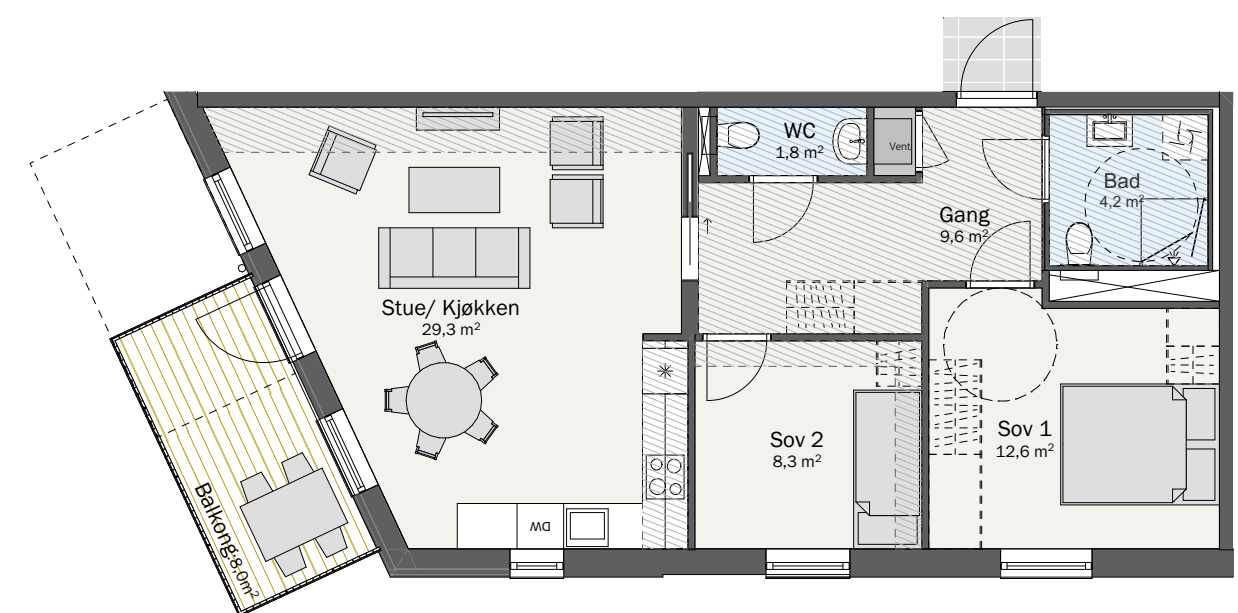 WC
1,8 m²
Vent.
Bad
4,2 m²
Gang
9,6 m²
Stue/ Kjøkken
29,3 m²
Sov 2
8,3 m²
Sov 1
12,6 m²
DW
Balkong 8,0m²